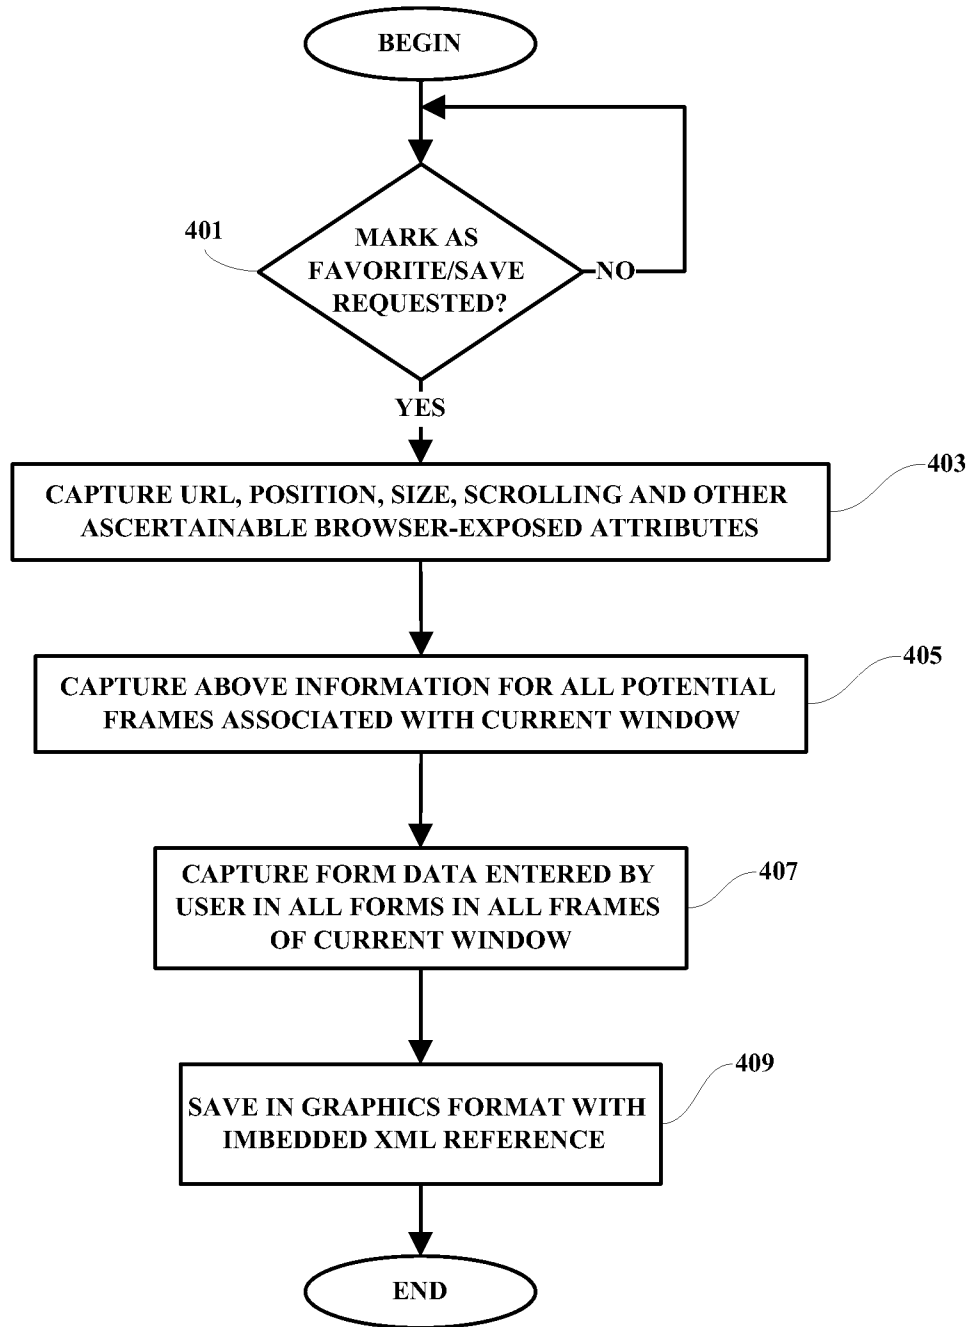 BEGIN
401
MARK AS
FAVORITE/SAVE
REQUESTED?
NO
YES
403
CAPTURE URL, POSITION, SIZE, SCROLLING AND OTHER
ASCERTAINABLE BROWSER-EXPOSED ATTRIBUTES
405
CAPTURE ABOVE INFORMATION FOR ALL POTENTIAL
FRAMES ASSOCIATED WITH CURRENT WINDOW
407
CAPTURE FORM DATA ENTERED BY
USER IN ALL FORMS IN ALL FRAMES
OF CURRENT WINDOW
409
SAVE IN GRAPHICS FORMAT WITH
IMBEDDED XML REFERENCE
END